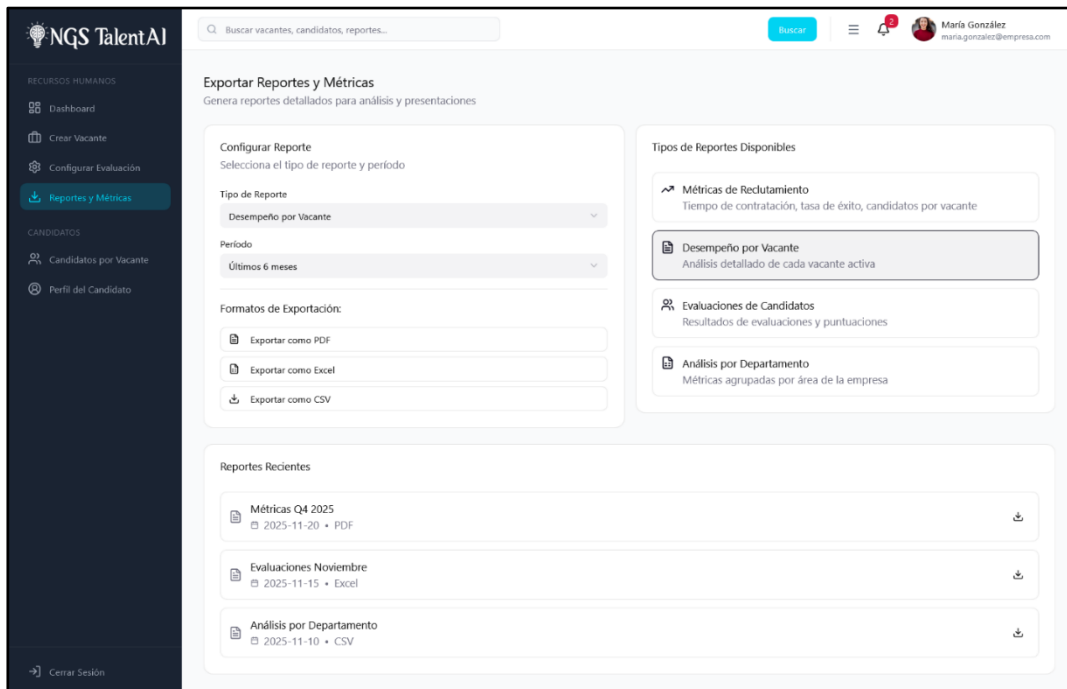 NGS TalentAI
RECURSOS HUMANOS
Dashboard
Crear Vacante
Configurar Evaluación
Reportes y Métricas
CANDIDATOS
Candidatos por Vacante
Perfil del Candidato
Cerrar Sesión
Buscar vacantes, candidatos, reportes...
Buscar
2
María González
maria.gonzalez@empresa.com
Exportar Reportes y Métricas
Genera reportes detallados para análisis y presentaciones
Configurar Reporte
Selecciona el tipo de reporte y período
Tipo de Reporte
Desempeño por Vacante
Período
Últimos 6 meses
Formatos de Exportación:
Exportar como PDF
Exportar como Excel
Exportar como CSV
Tipos de Reportes Disponibles
Métricas de Reclutamiento
Tiempo de contratación, tasa de éxito, candidatos por vacante
Desempeño por Vacante
Análisis detallado de cada vacante activa
Evaluaciones de Candidatos
Resultados de evaluaciones y puntuaciones
Análisis por Departamento
Métricas agrupadas por área de la empresa
Reportes Recientes
Métricas Q4 2025
2025-11-20 • PDF
Evaluaciones Noviembre
2025-11-15 • Excel
Análisis por Departamento
2025-11-10 • CSV